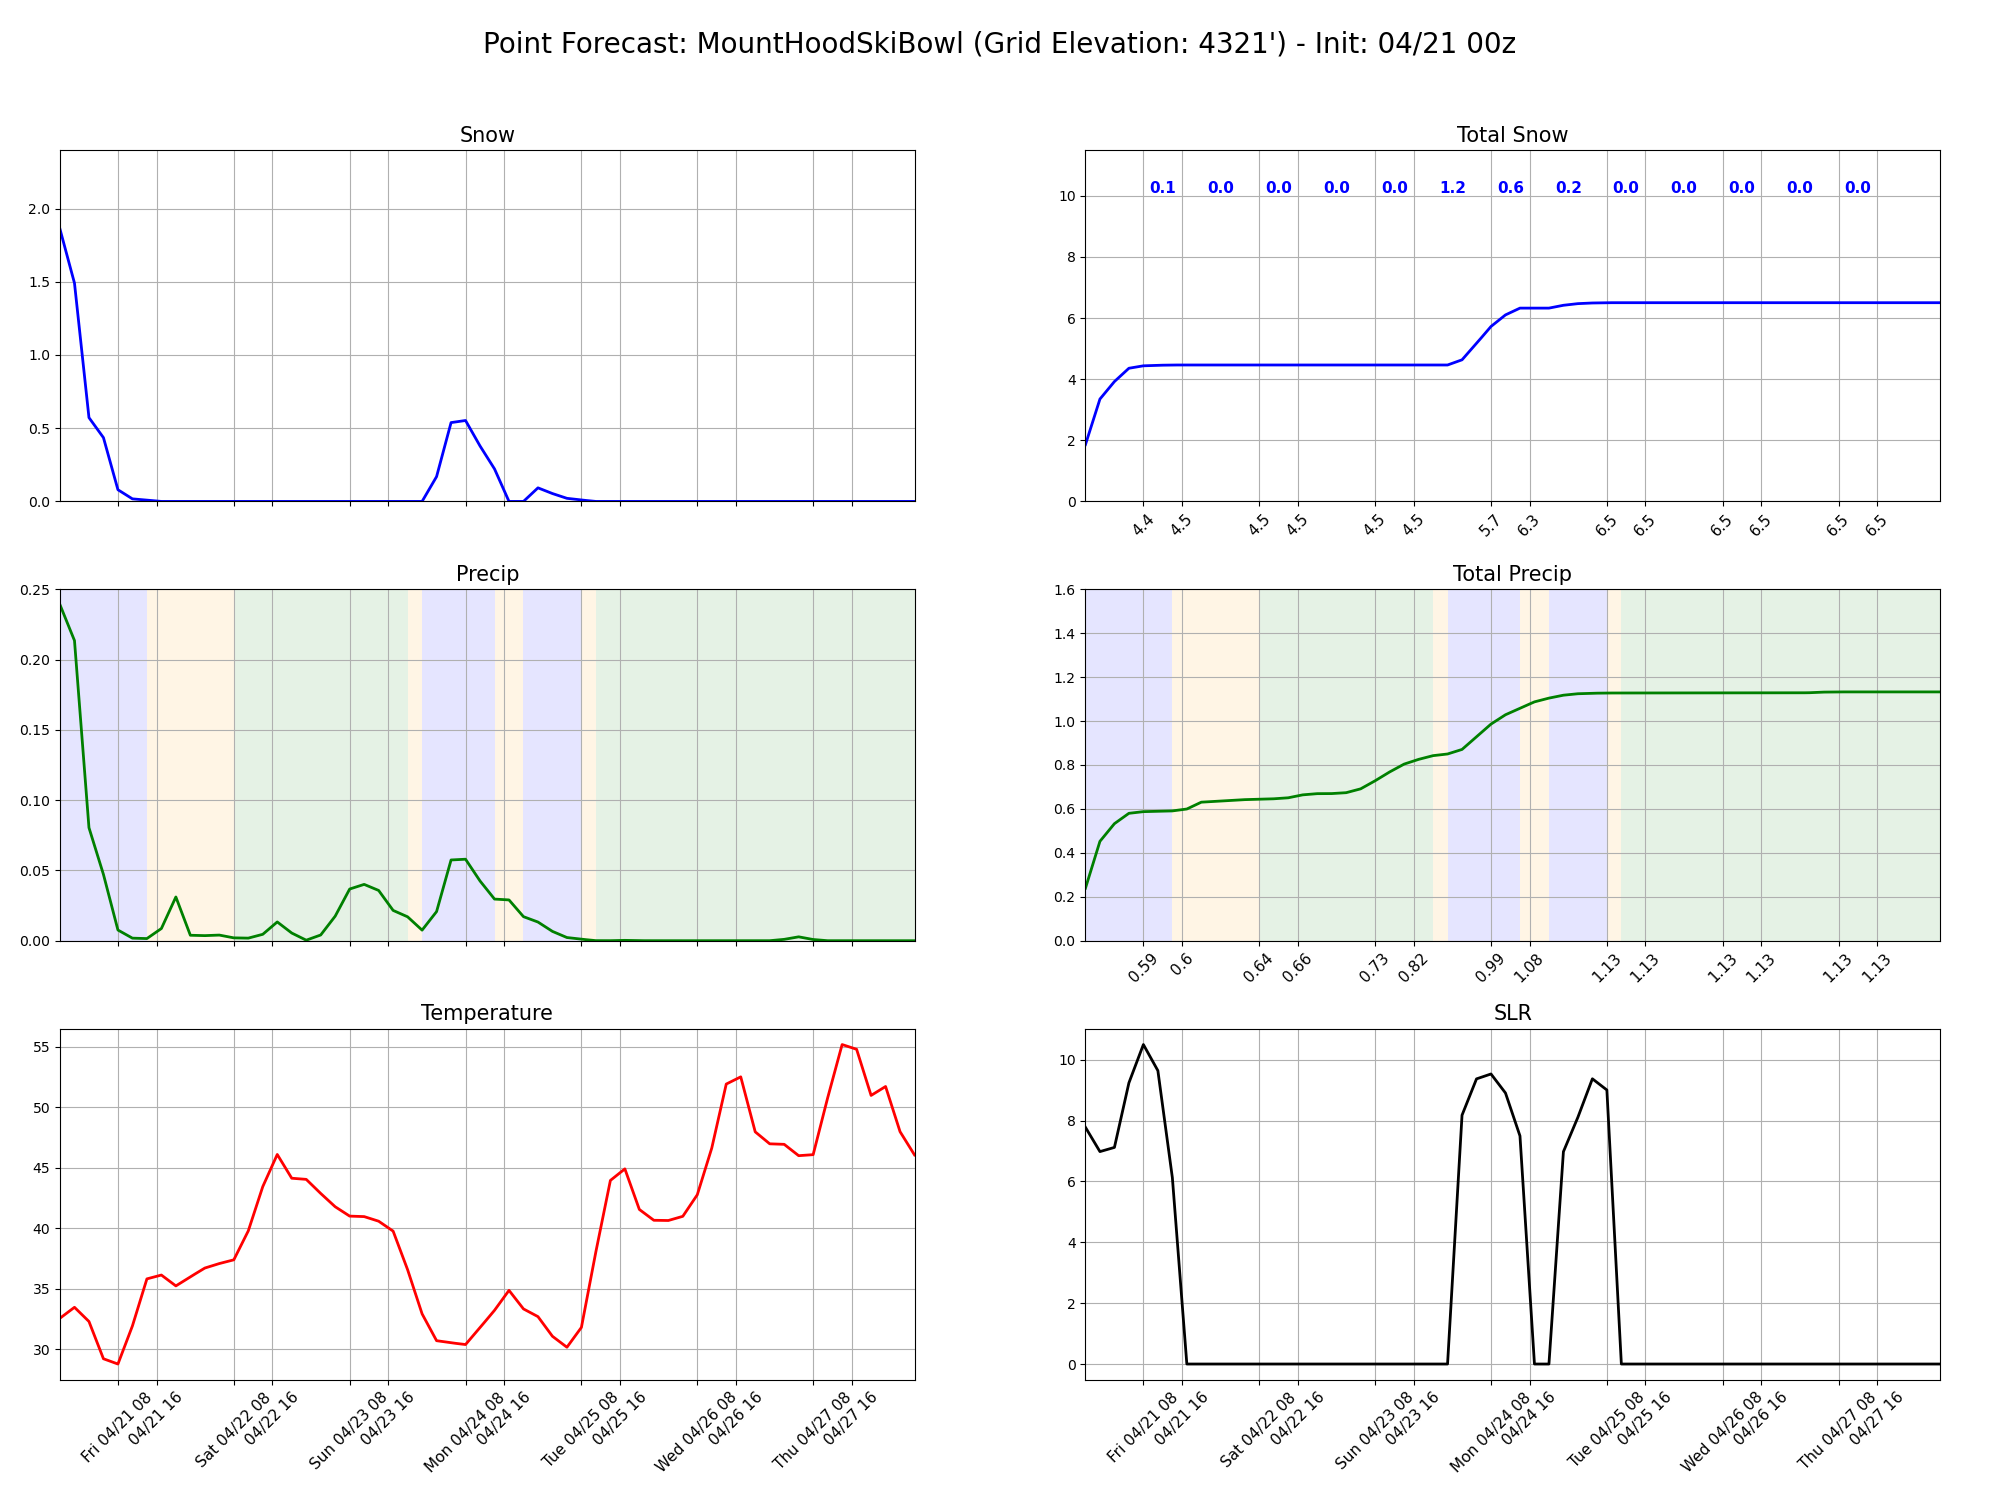 Point Forecast: MountHoodSkiBowl (Grid Elevation: 4321') - Init: 04/21 00z
Snow
2.0
1.5
1.0
0.5
0.0
Total Snow
0.1 0.0 0.0 0.0 0.0 1.2 0.6 0.2 0.0 0.0 0.0 0.0 0.0
10
8
6
4
2
0
4.4 4.5 4.5 4.5 4.5 4.5 5.7 6.3 6.5 6.5 6.5 6.5 6.5 6.5
Precip
0.25
0.20
0.15
0.10
0.05
0.00
Total Precip
1.6
1.4
1.2
1.0
0.8
0.6
0.4
0.2
0.0
0.59 0.6 0.64 0.66 0.73 0.82 0.99 1.08 1.13 1.13 1.13 1.13 1.13 1.13
Temperature
55
50
45
40
35
30
Fri 04/21 08
04/21 16
Sat 04/22 08
04/22 16
Sun 04/23 08
04/23 16
Mon 04/24 08
04/24 16
Tue 04/25 08
04/25 16
Wed 04/26 08
04/26 16
Thu 04/27 08
04/27 16
SLR
10
8
6
4
2
0
Fri 04/21 08
04/21 16
Sat 04/22 08
04/22 16
Sun 04/23 08
04/23 16
Mon 04/24 08
04/24 16
Tue 04/25 08
04/25 16
Wed 04/26 08
04/26 16
Thu 04/27 08
04/27 16